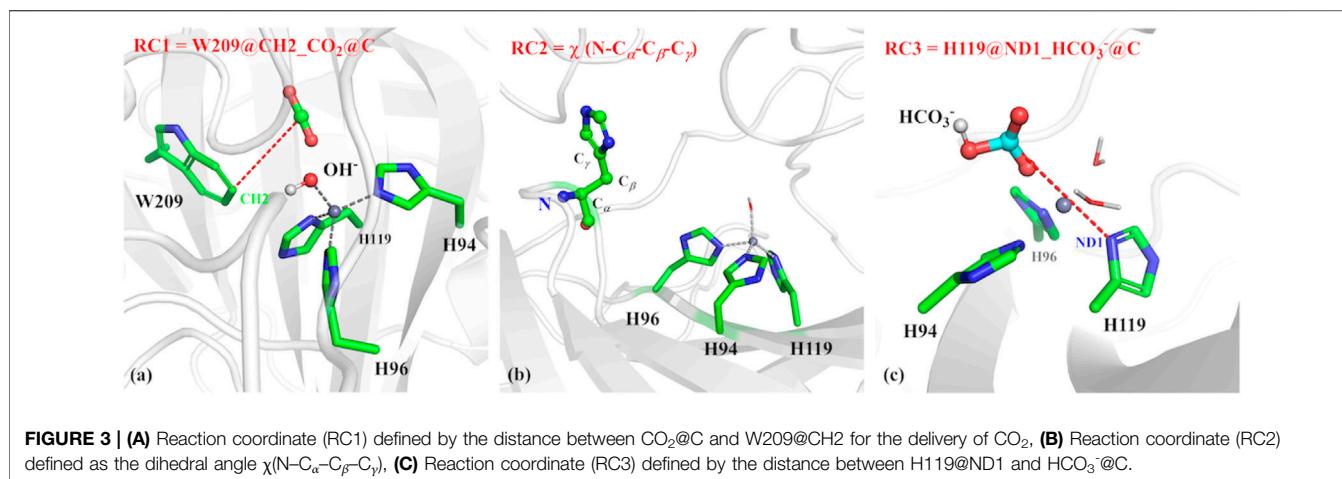 RC1 = W209@CH2_CO₂@C
OH⁻
W209
CH2
H119
H94
H96
(a)
RC2 = χ (N-Cα-Cβ-Cγ)
Cγ
Cβ
N
Cα
H96
H94
H119
(b)
RC3 = H119@ND1_HCO₃⁻@C
HCO₃⁻
ND1
H96
H94
H119
(c)
FIGURE 3 | (A) Reaction coordinate (RC1) defined by the distance between CO₂@C and W209@CH2 for the delivery of CO₂, (B) Reaction coordinate (RC2)
defined as the dihedral angle χ(N–Cα–Cβ–Cγ), (C) Reaction coordinate (RC3) defined by the distance between H119@ND1 and HCO₃⁻@C.